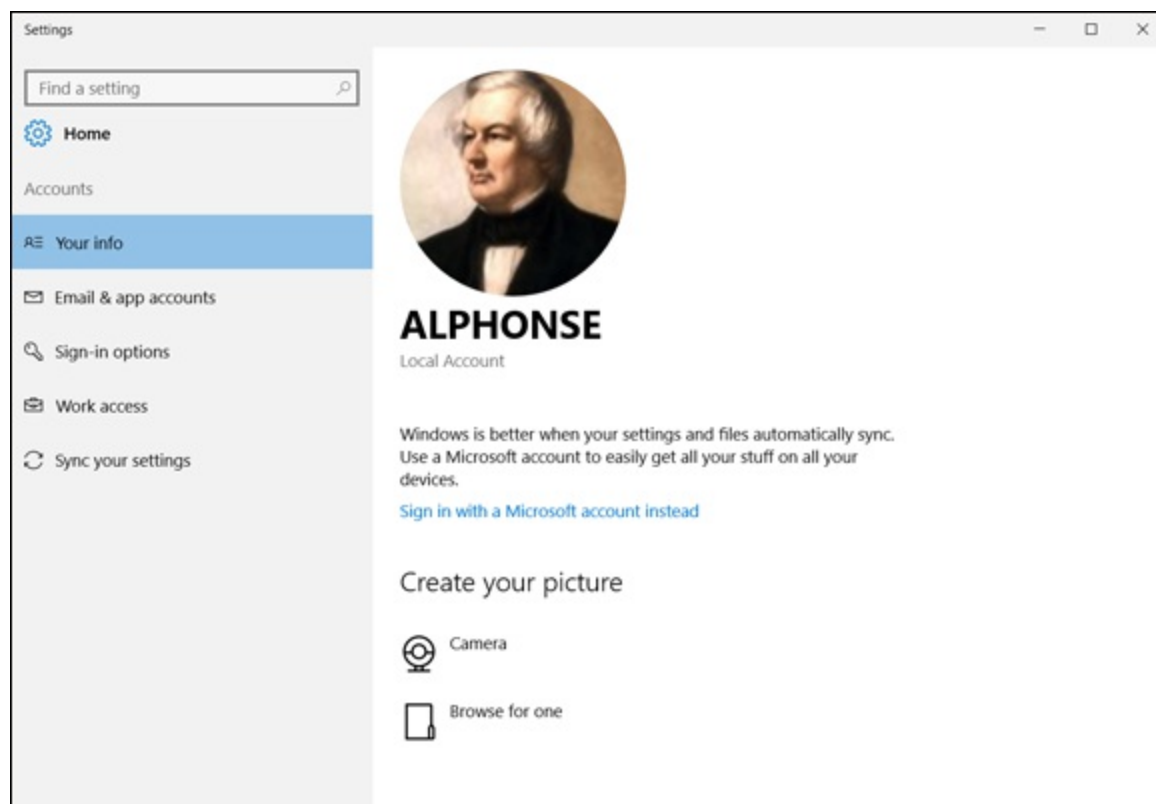 Settings
Find a setting
Home
Accounts
Your info
Email & app accounts
Sign-in options
Work access
Sync your settings
ALPHONSE
Local Account
Windows is better when your settings and files automatically sync.
Use a Microsoft account to easily get all your stuff on all your
devices.
Sign in with a Microsoft account instead
Create your picture
Camera
Browse for one